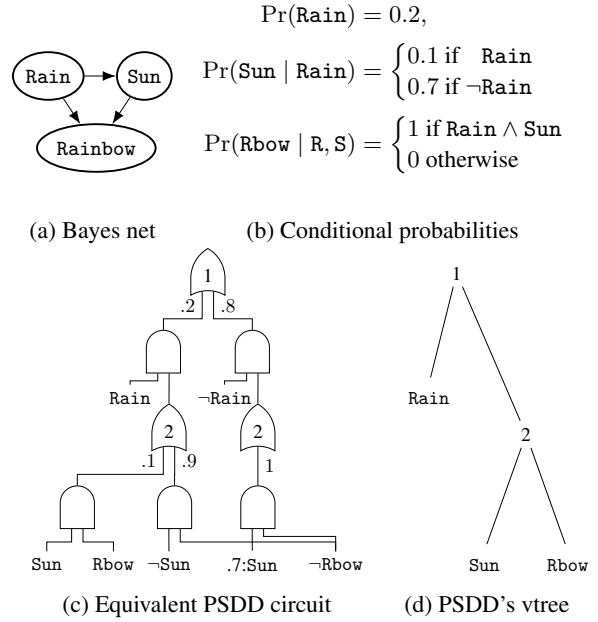 Pr(Rain) = 0.2,
Rain
Sun
Rainbow
Pr(Sun | Rain) = { 0.1 if Rain
0.7 if ¬Rain
Pr(Rbow | R, S) = { 1 if Rain ∧ Sun
0 otherwise
(a) Bayes net
(b) Conditional probabilities
1
.2
.8
Rain
¬Rain
2
2
.1
.9
1
Sun
Rbow
¬Sun
.7:Sun
¬Rbow
(c) Equivalent PSDD circuit
1
Rain
2
Sun
Rbow
(d) PSDD's vtree